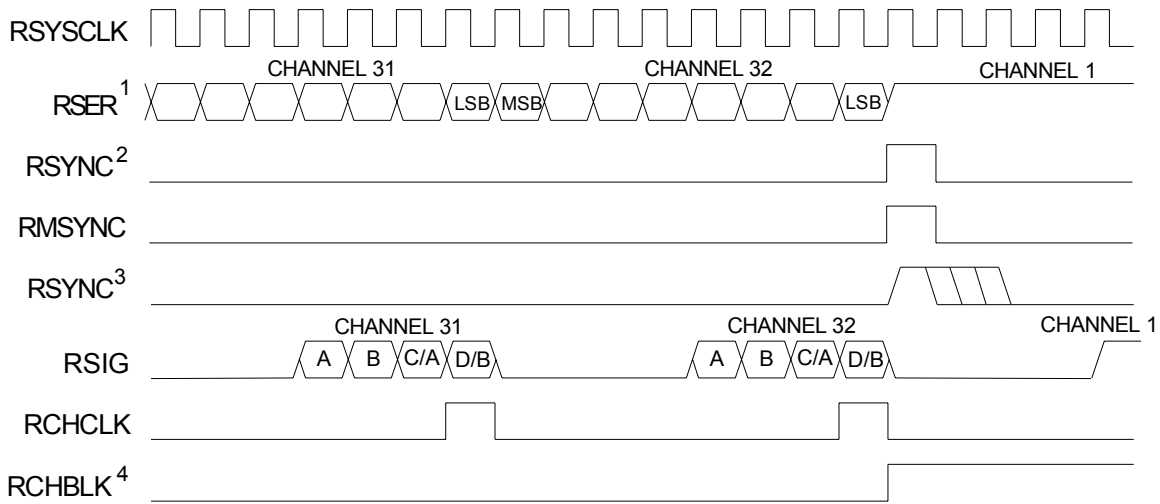 RSYSCLK
CHANNEL 31 CHANNEL 32 CHANNEL 1
RSER1 LSB MSB LSB
RSYNC2
RMSYNC
RSYNC3
CHANNEL 31 CHANNEL 32 CHANNEL 1
RSIG A B C/A D/B A B C/A D/B
RCHCLK
RCHBLK4